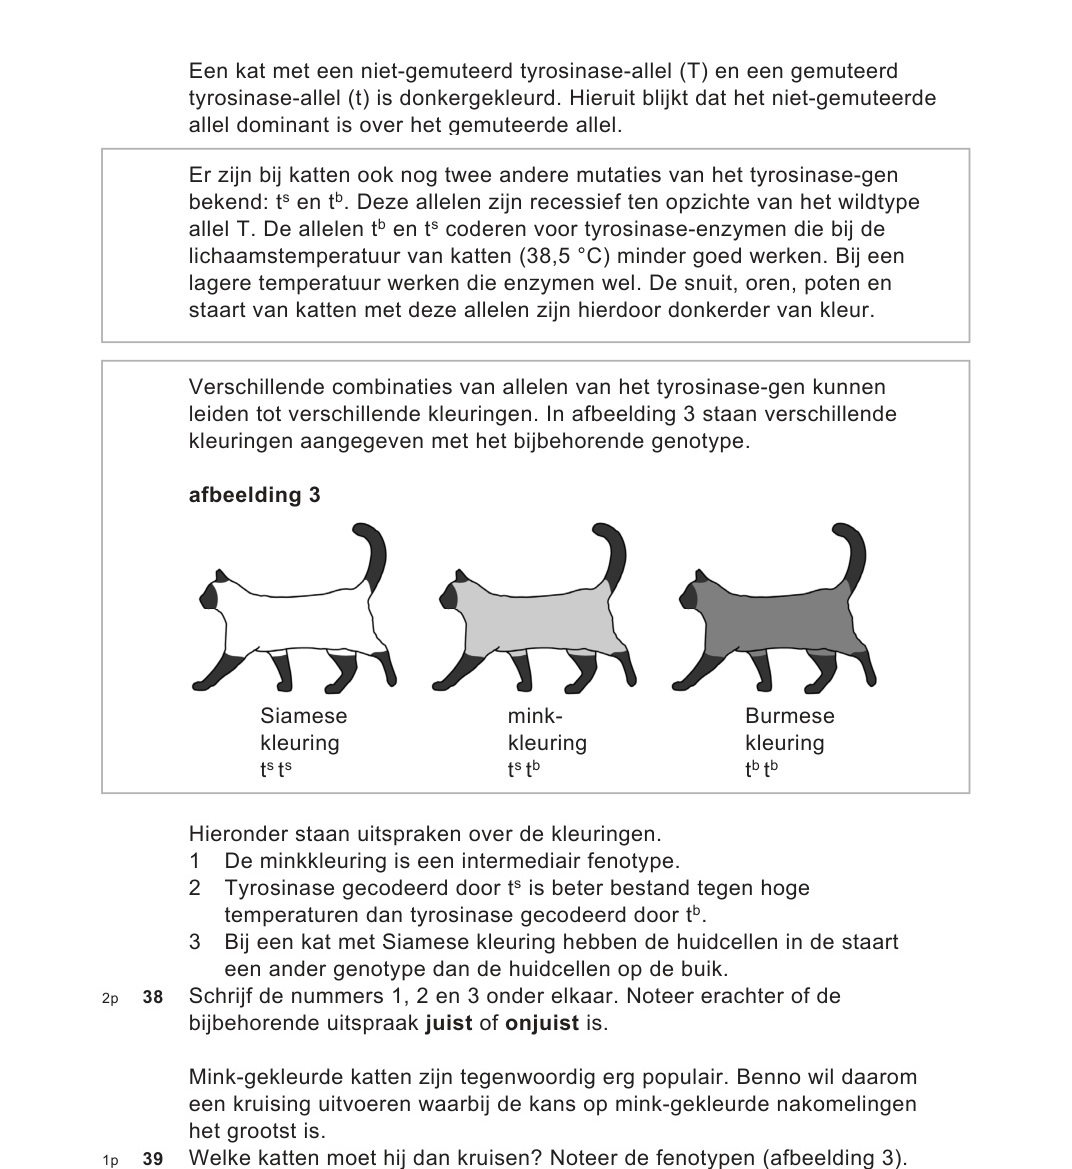 Een kat met een niet-gemuteerd tyrosinase-allel (T) en een gemuteerd
tyrosinase-allel (t) is donkergekleurd. Hieruit blijkt dat het niet-gemuteerde
allel dominant is over het gemuteerde allel.
Er zijn bij katten ook nog twee andere mutaties van het tyrosinase-gen
bekend: tˢ en tᵇ. Deze allelen zijn recessief ten opzichte van het wildtype
allel T. De allelen tᵇ en tˢ coderen voor tyrosinase-enzymen die bij de
lichaamstemperatuur van katten (38,5 °C) minder goed werken. Bij een
lagere temperatuur werken die enzymen wel. De snuit, oren, poten en
staart van katten met deze allelen zijn hierdoor donkerder van kleur.
Verschillende combinaties van allelen van het tyrosinase-gen kunnen
leiden tot verschillende kleuringen. In afbeelding 3 staan verschillende
kleuringen aangegeven met het bijbehorende genotype.
afbeelding 3
Siamese
kleuring
tˢ tˢ
mink-
kleuring
tˢ tᵇ
Burmese
kleuring
tᵇ tᵇ
Hieronder staan uitspraken over de kleuringen.
1 De minkkleuring is een intermediair fenotype.
2 Tyrosinase gecodeerd door tˢ is beter bestand tegen hoge
temperaturen dan tyrosinase gecodeerd door tᵇ.
3 Bij een kat met Siamese kleuring hebben de huidcellen in de staart
een ander genotype dan de huidcellen op de buik.
2p 38 Schrijf de nummers 1, 2 en 3 onder elkaar. Noteer erachter of de
bijbehorende uitspraak juist of onjuist is.
Mink-gekleurde katten zijn tegenwoordig erg populair. Benno wil daarom
een kruising uitvoeren waarbij de kans op mink-gekleurde nakomelingen
het grootst is.
1p 39 Welke katten moet hij dan kruisen? Noteer de fenotypen (afbeelding 3).